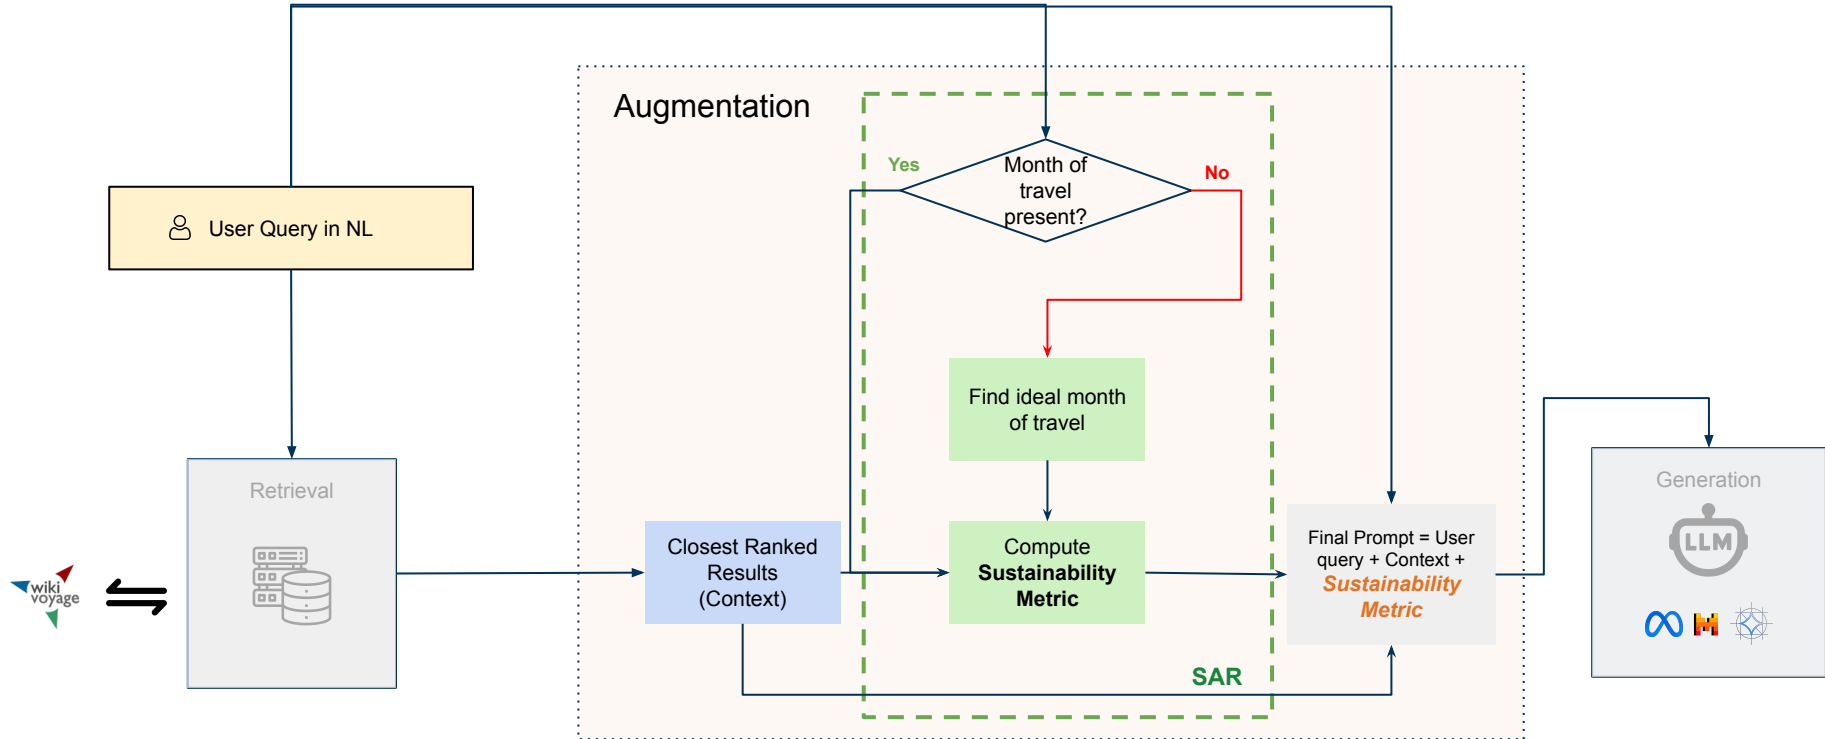 Augmentation
Yes
Month of
travel
present?
No
User Query in NL
Find ideal month
of travel
Retrieval
Generation
LLM
Closest Ranked
Results
(Context)
Compute
Sustainability
Metric
Final Prompt = User
query + Context +
Sustainability
Metric
wiki
voyage
SAR